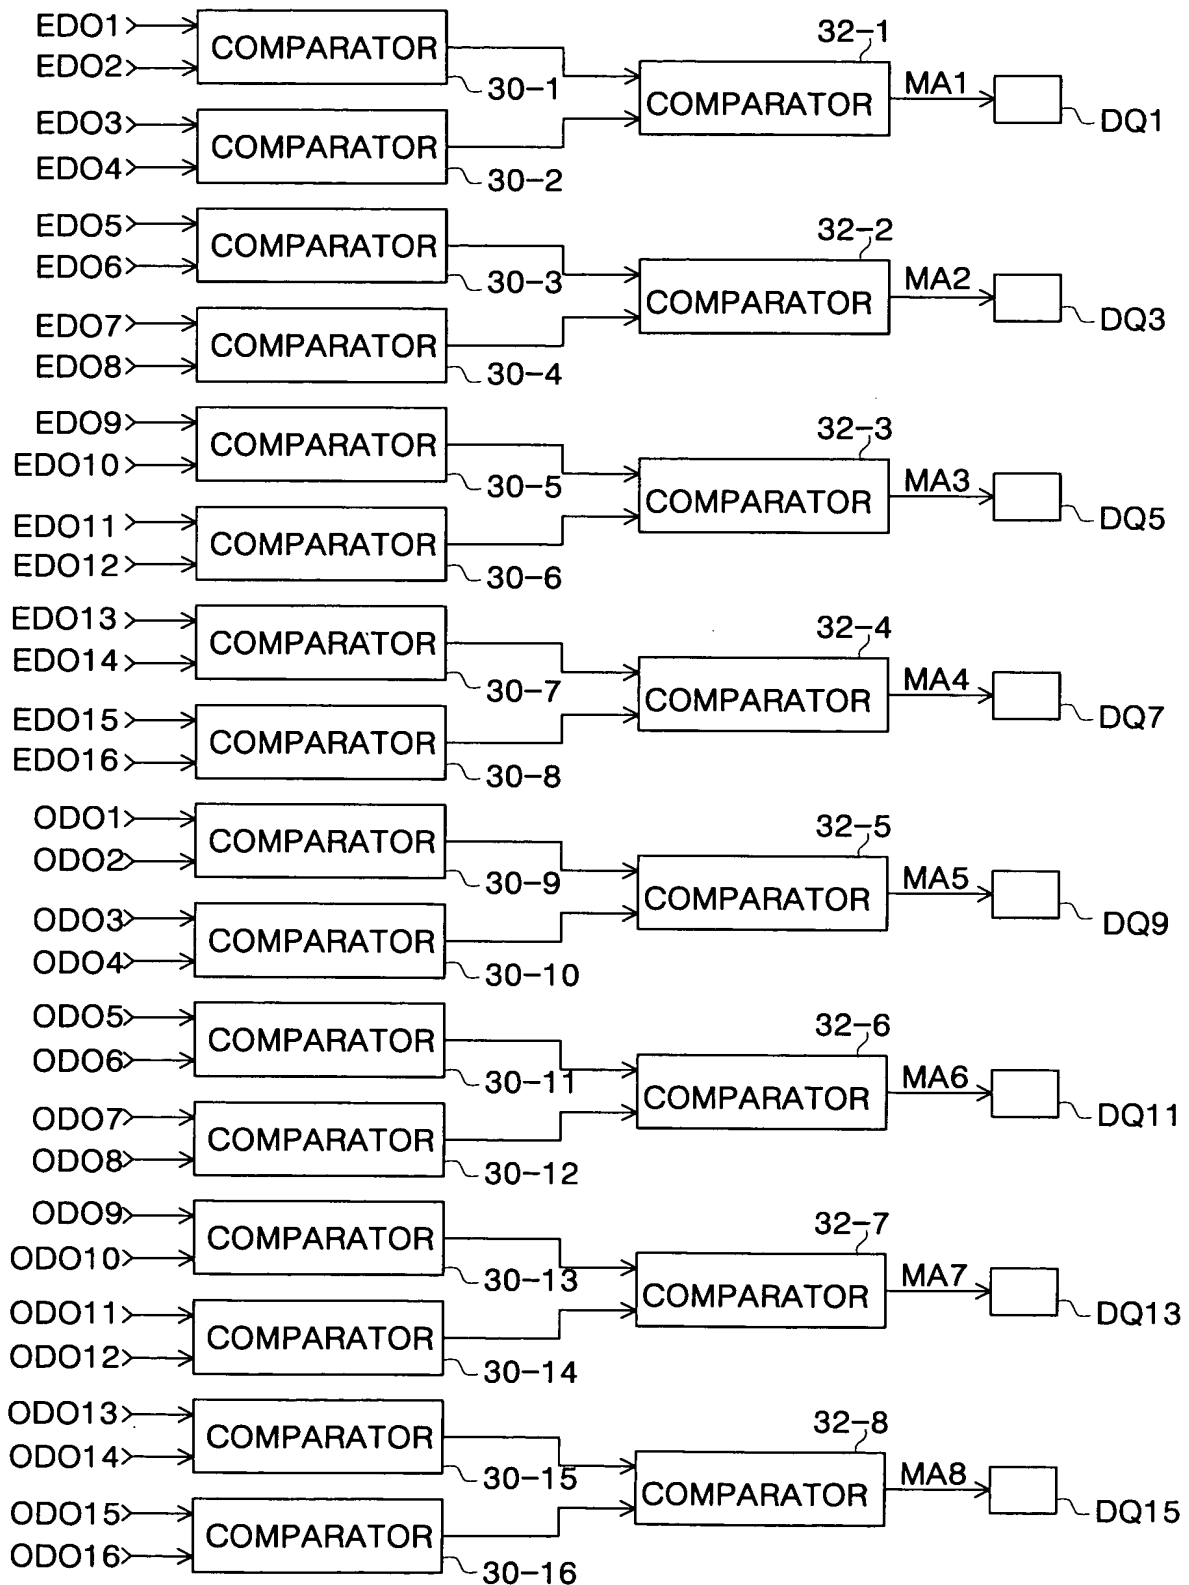 EDO1
EDO2
COMPARATOR
30-1
32-1
COMPARATOR
MA1
DQ1
EDO3
EDO4
COMPARATOR
30-2
EDO5
EDO6
COMPARATOR
30-3
32-2
COMPARATOR
MA2
DQ3
EDO7
EDO8
COMPARATOR
30-4
EDO9
EDO10
COMPARATOR
30-5
32-3
COMPARATOR
MA3
DQ5
EDO11
EDO12
COMPARATOR
30-6
EDO13
EDO14
COMPARATOR
30-7
32-4
COMPARATOR
MA4
DQ7
EDO15
EDO16
COMPARATOR
30-8
ODO1
ODO2
COMPARATOR
30-9
32-5
COMPARATOR
MA5
DQ9
ODO3
ODO4
COMPARATOR
30-10
ODO5
ODO6
COMPARATOR
30-11
32-6
COMPARATOR
MA6
DQ11
ODO7
ODO8
COMPARATOR
30-12
ODO9
ODO10
COMPARATOR
30-13
32-7
COMPARATOR
MA7
DQ13
ODO11
ODO12
COMPARATOR
30-14
ODO13
ODO14
COMPARATOR
30-15
32-8
COMPARATOR
MA8
DQ15
ODO15
ODO16
COMPARATOR
30-16